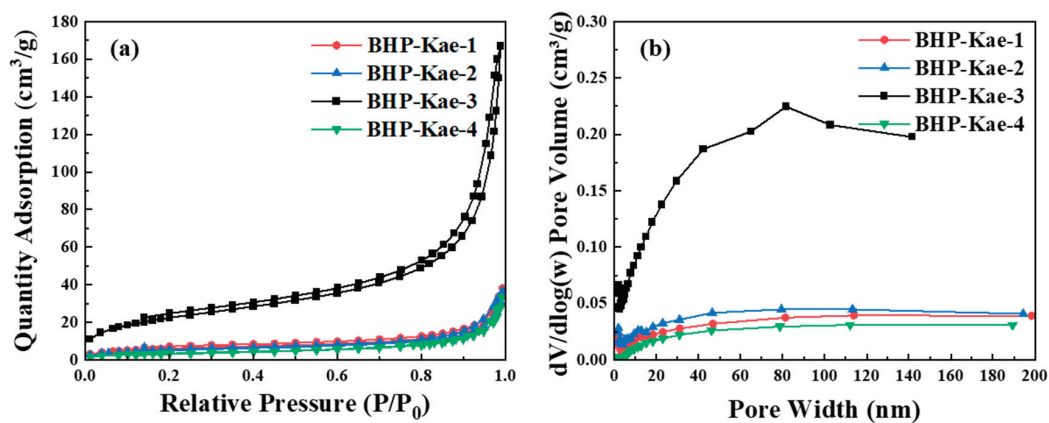 (a)
BHP-Kae-1
BHP-Kae-2
BHP-Kae-3
BHP-Kae-4
Quantity Adsorption (cm³/g)
180
160
140
120
100
80
60
40
20
0
0.0 0.2 0.4 0.6 0.8 1.0
Relative Pressure (P/P₀)
(b)
BHP-Kae-1
BHP-Kae-2
BHP-Kae-3
BHP-Kae-4
dV/dlog(w) Pore Volume (cm³/g)
0.30
0.25
0.20
0.15
0.10
0.05
0.00
0 20 40 60 80 100 120 140 160 180 200
Pore Width (nm)